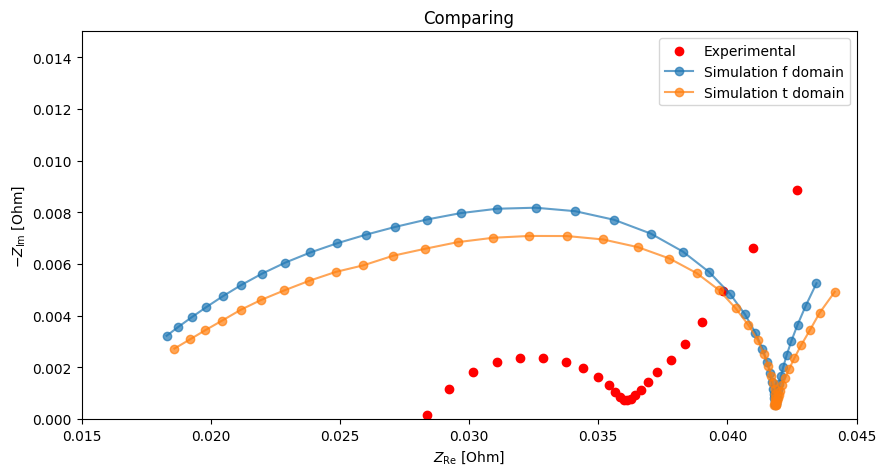 Comparing
Experimental
Simulation f domain
Simulation t domain
0.014
0.012
0.010
0.008
0.006
0.004
0.002
0.000
-Z_Im [Ohm]
0.015 0.020 0.025 0.030 0.035 0.040 0.045
Z_Re [Ohm]